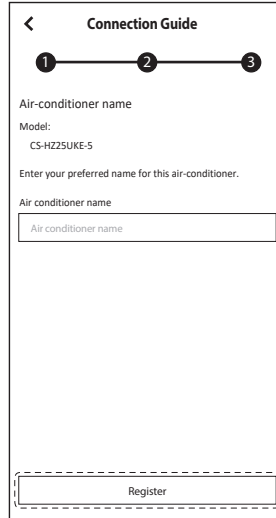 Connection Guide
1 2 3
Air-conditioner name
Model:
CS-HZ25UKE-5
Enter your preferred name for this air-conditioner.
Air conditioner name
Air conditioner name
Register